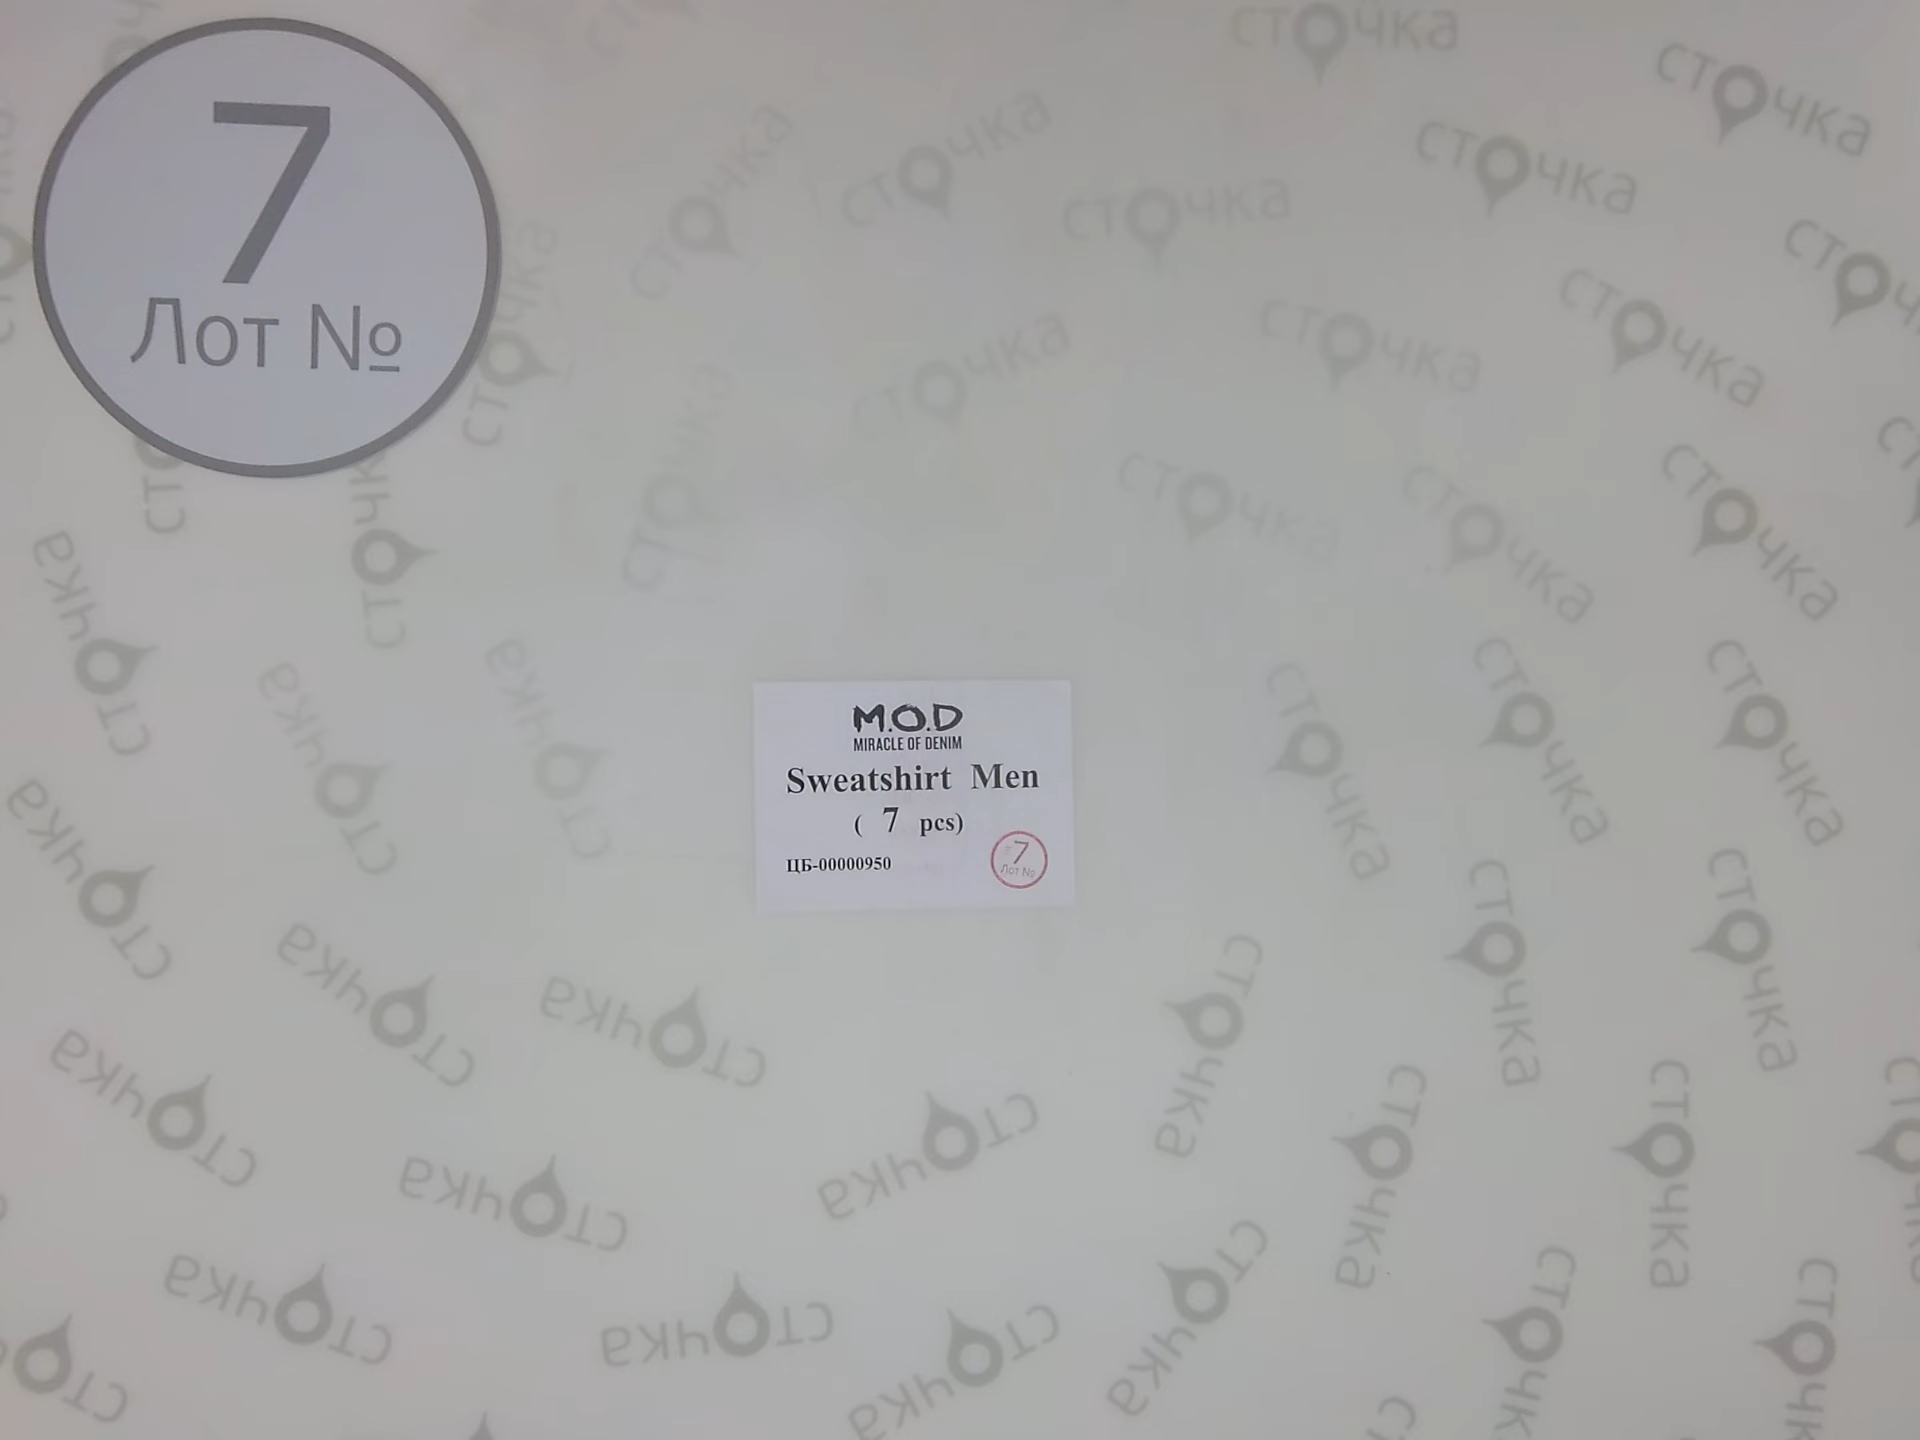 7
Лот №
M.O.D
MIRACLE OF DENIM
Sweatshirt Men
( 7 pcs)
ЦБ-00000950
7
Лот №
сточка